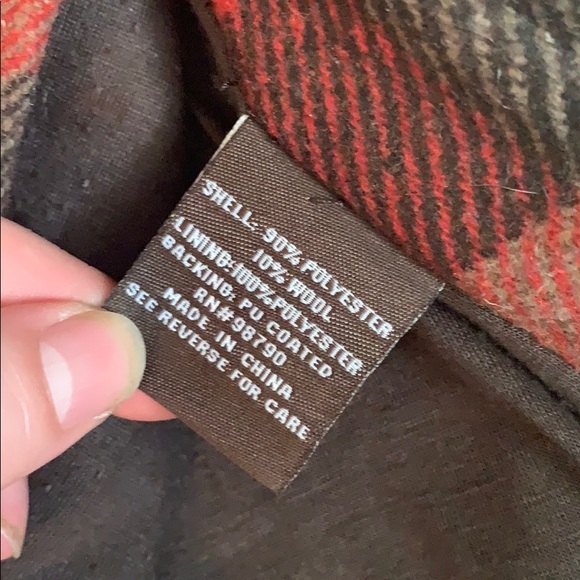 SHELL: 90% POLYESTER
10% WOOL
LINING:100%POLYESTER
BACKING: PU COATED
RN#98790
MADE IN CHINA
SEE REVERSE FOR CARE